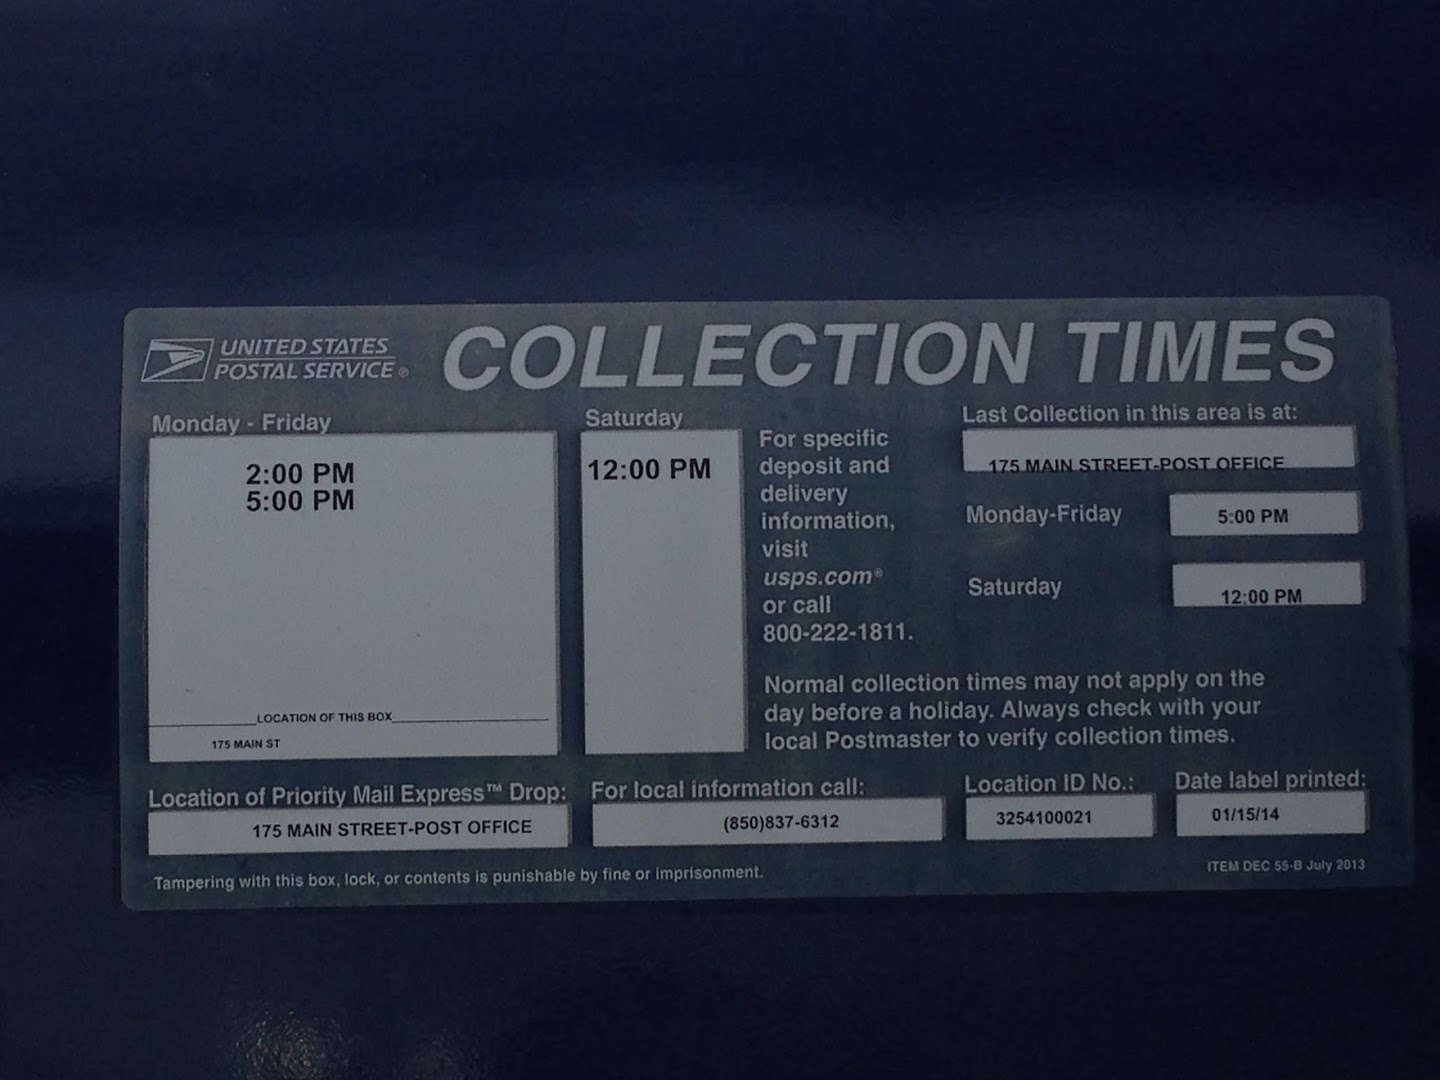 UNITED STATES
POSTAL SERVICE®
COLLECTION TIMES
Monday - Friday
2:00 PM
5:00 PM
LOCATION OF THIS BOX
175 MAIN ST
Saturday
12:00 PM
For specific
deposit and
delivery
information,
visit
usps.com®
or call
800-222-1811.
Last Collection in this area is at:
175 MAIN STREET-POST OFFICE
Monday-Friday
5:00 PM
Saturday
12:00 PM
Normal collection times may not apply on the
day before a holiday. Always check with your
local Postmaster to verify collection times.
Location of Priority Mail Express™ Drop:
175 MAIN STREET-POST OFFICE
For local information call:
(850)837-6312
Location ID No.:
3254100021
Date label printed:
01/15/14
Tampering with this box, lock, or contents is punishable by fine or imprisonment.
ITEM DEC 55-B July 2013